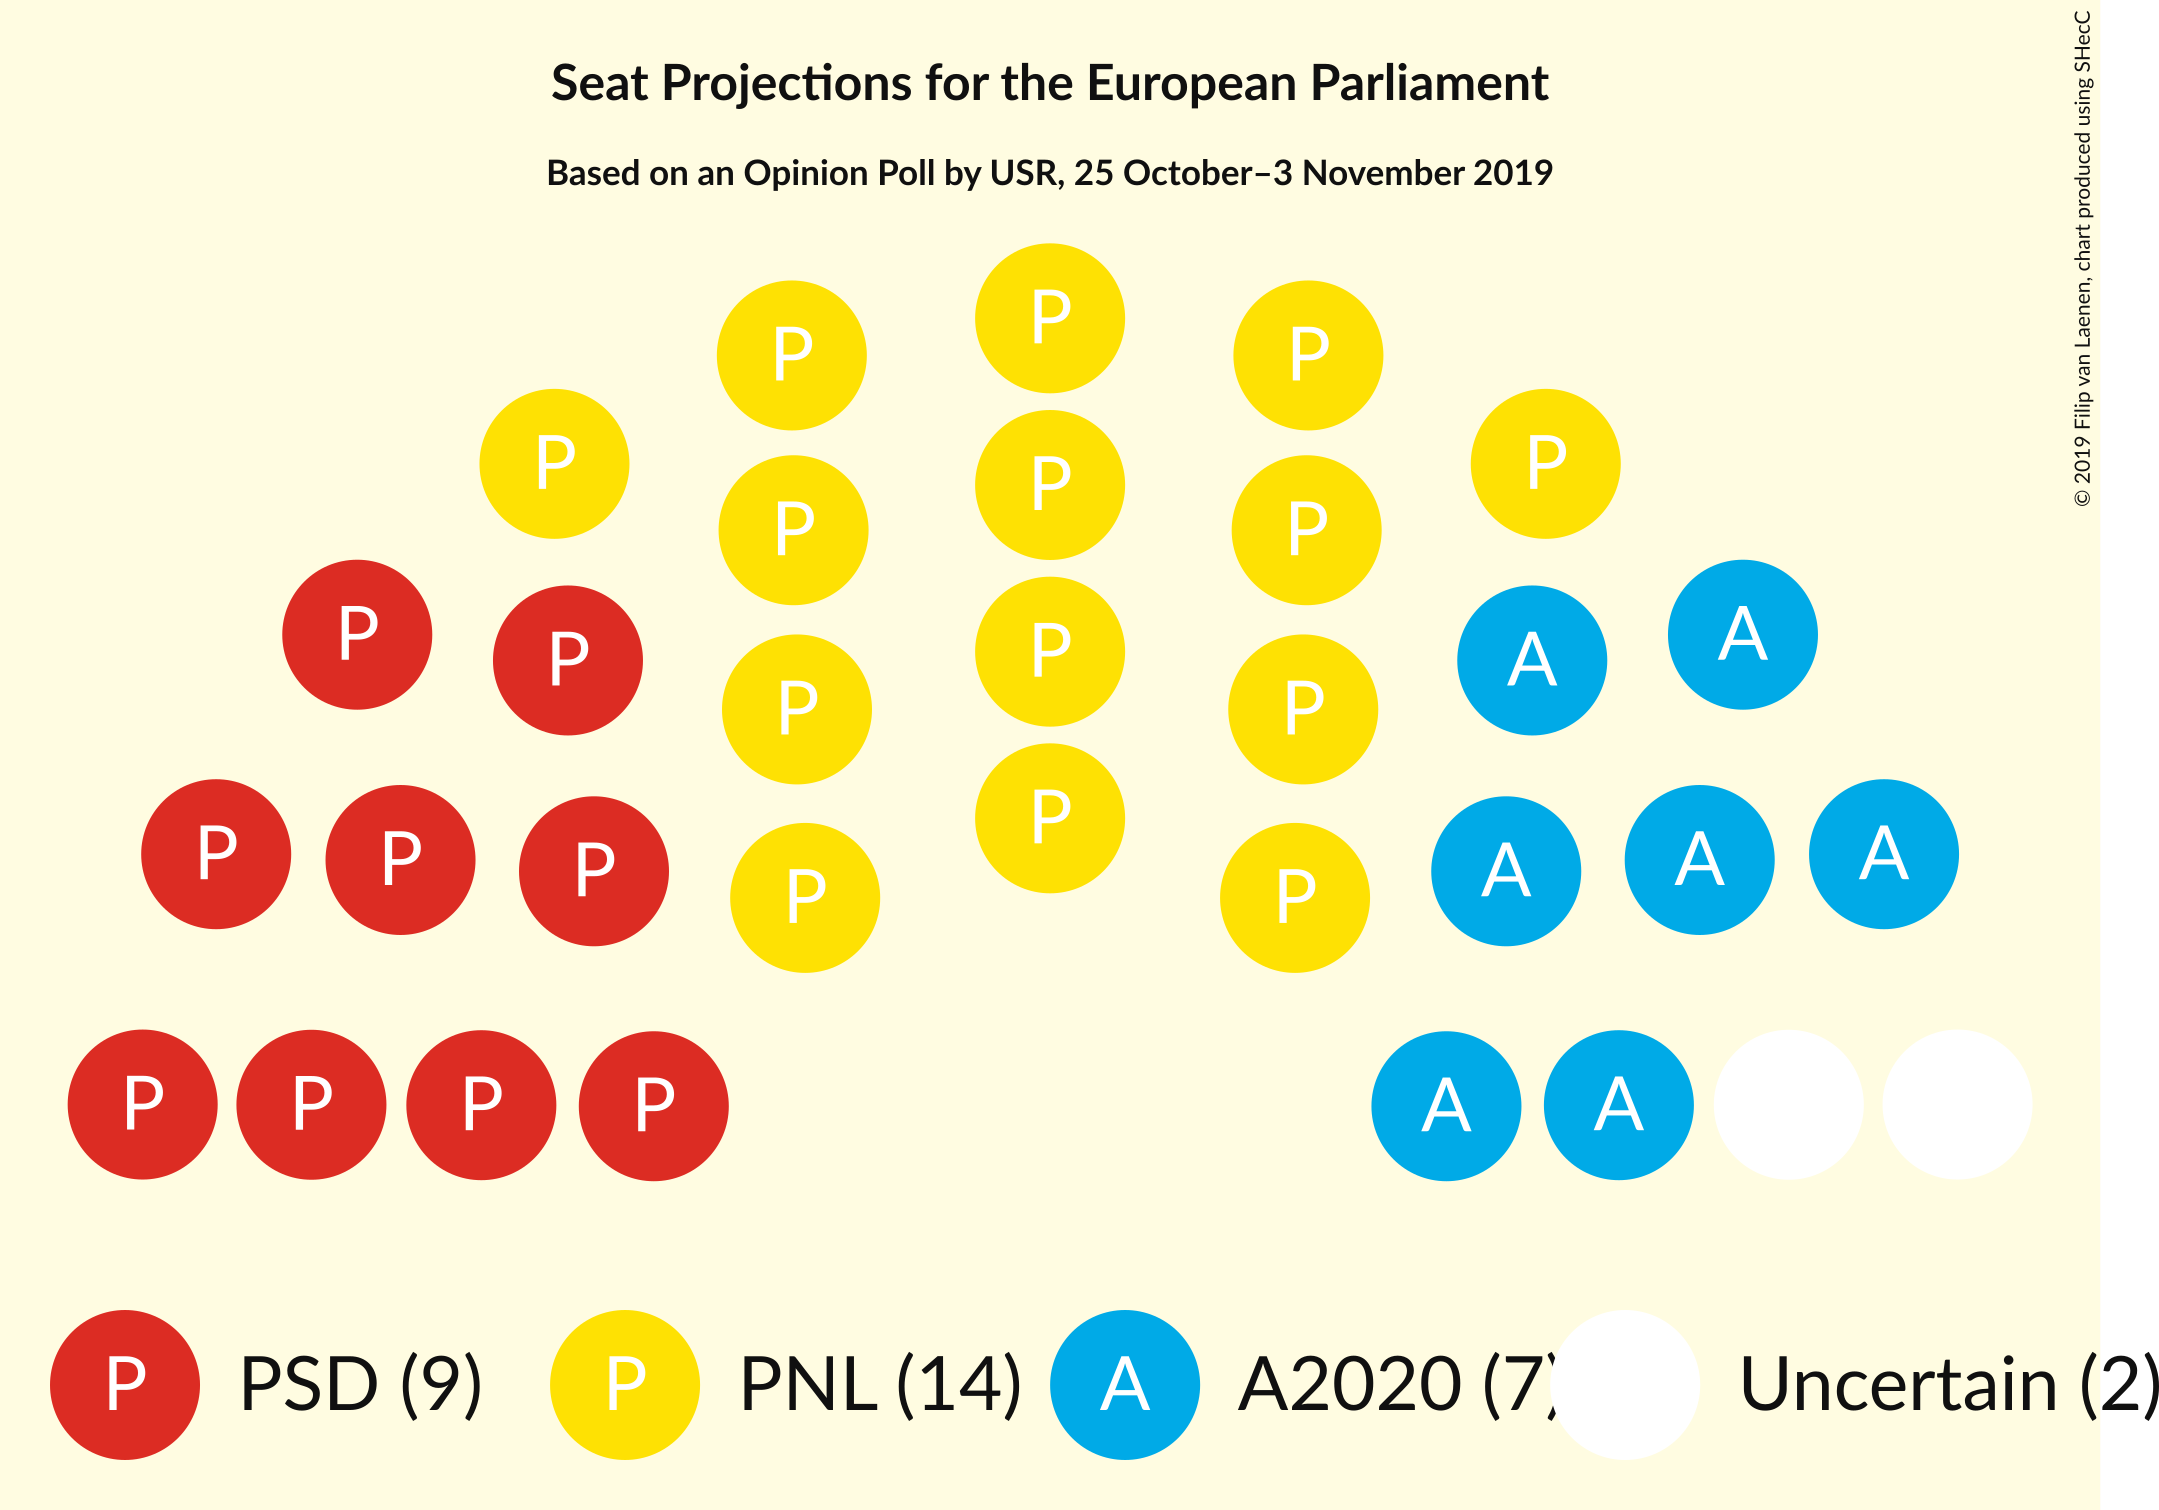 Seat Projections for the European Parliament
Based on an Opinion Poll by USR, 25 October–3 November 2019
© 2019 Filip van Laenen, chart produced using SHecC
P
P P
P P
P
P P
P
P P
P A A
P
P P
P
P P P A A A
P P
P P P P A A
P PSD (9) P PNL (14) A A2020 (7) Uncertain (2)